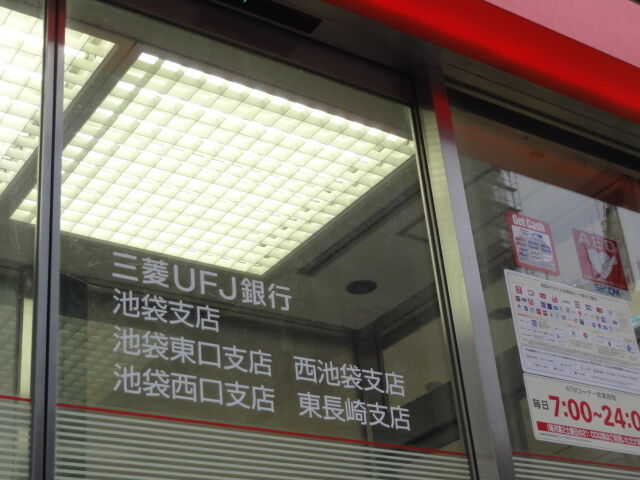 三菱UFJ銀行
池袋支店
池袋東口支店 西池袋支店
池袋西口支店 東長崎支店
Get Cash
AED
SECOM
ATMコーナー営業時間
毎日7:00~24:0